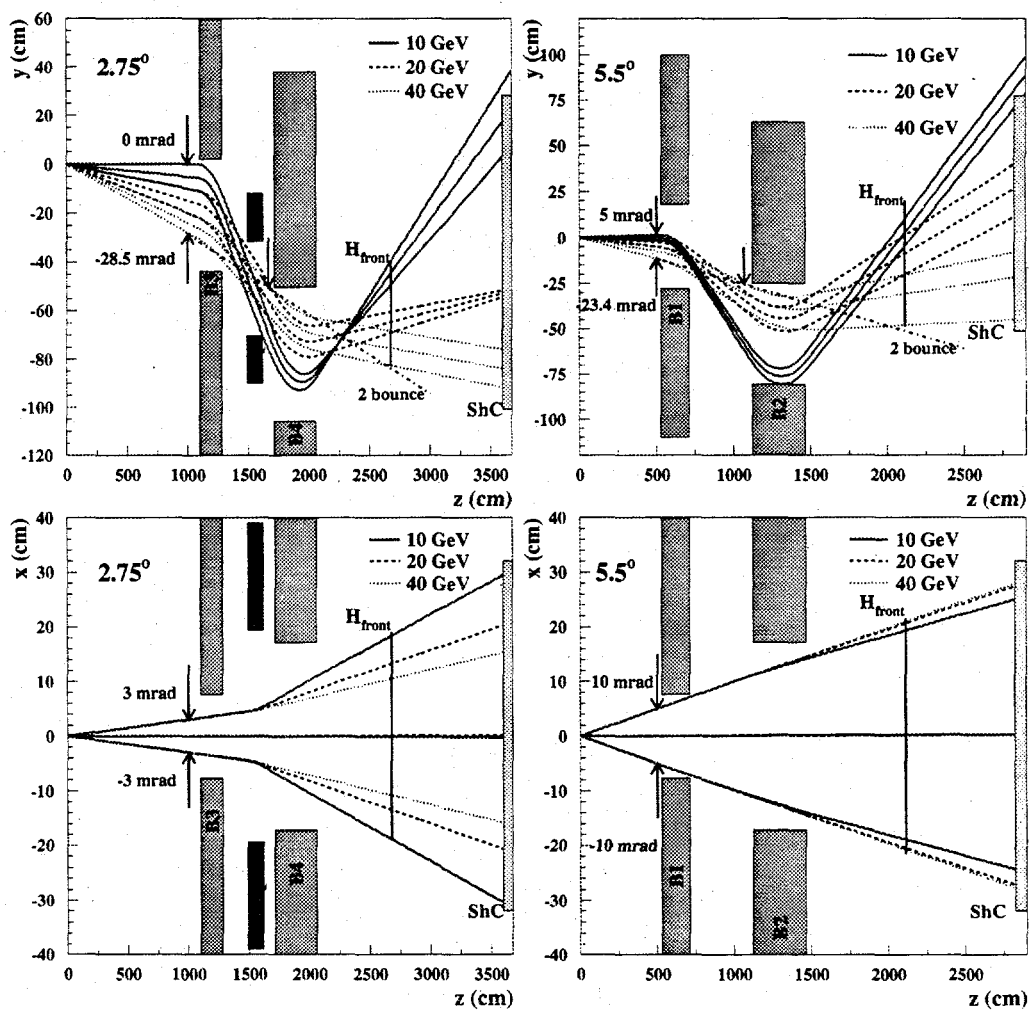 y (cm)
60
40
20
0
-20
-40
-60
-80
-100
-120
2.75°
10 GeV
20 GeV
40 GeV
0 mrad
-28.5 mrad
B3
B4
H_front
2 bounce
ShC
0 500 1000 1500 2000 2500 3000 3500
z (cm)
y (cm)
100
75
50
25
0
-25
-50
-75
-100
5.5°
10 GeV
20 GeV
40 GeV
5 mrad
-23.4 mrad
B1
B2
H_front
2 bounce
ShC
0 500 1000 1500 2000 2500
z (cm)
x (cm)
40
30
20
10
0
-10
-20
-30
-40
2.75°
10 GeV
20 GeV
40 GeV
H_front
3 mrad
-3 mrad
B3
B4
ShC
0 500 1000 1500 2000 2500 3000 3500
z (cm)
x (cm)
40
30
20
10
0
-10
-20
-30
-40
5.5°
10 GeV
20 GeV
40 GeV
H_front
10 mrad
-10 mrad
B1
B2
ShC
0 500 1000 1500 2000 2500
z (cm)